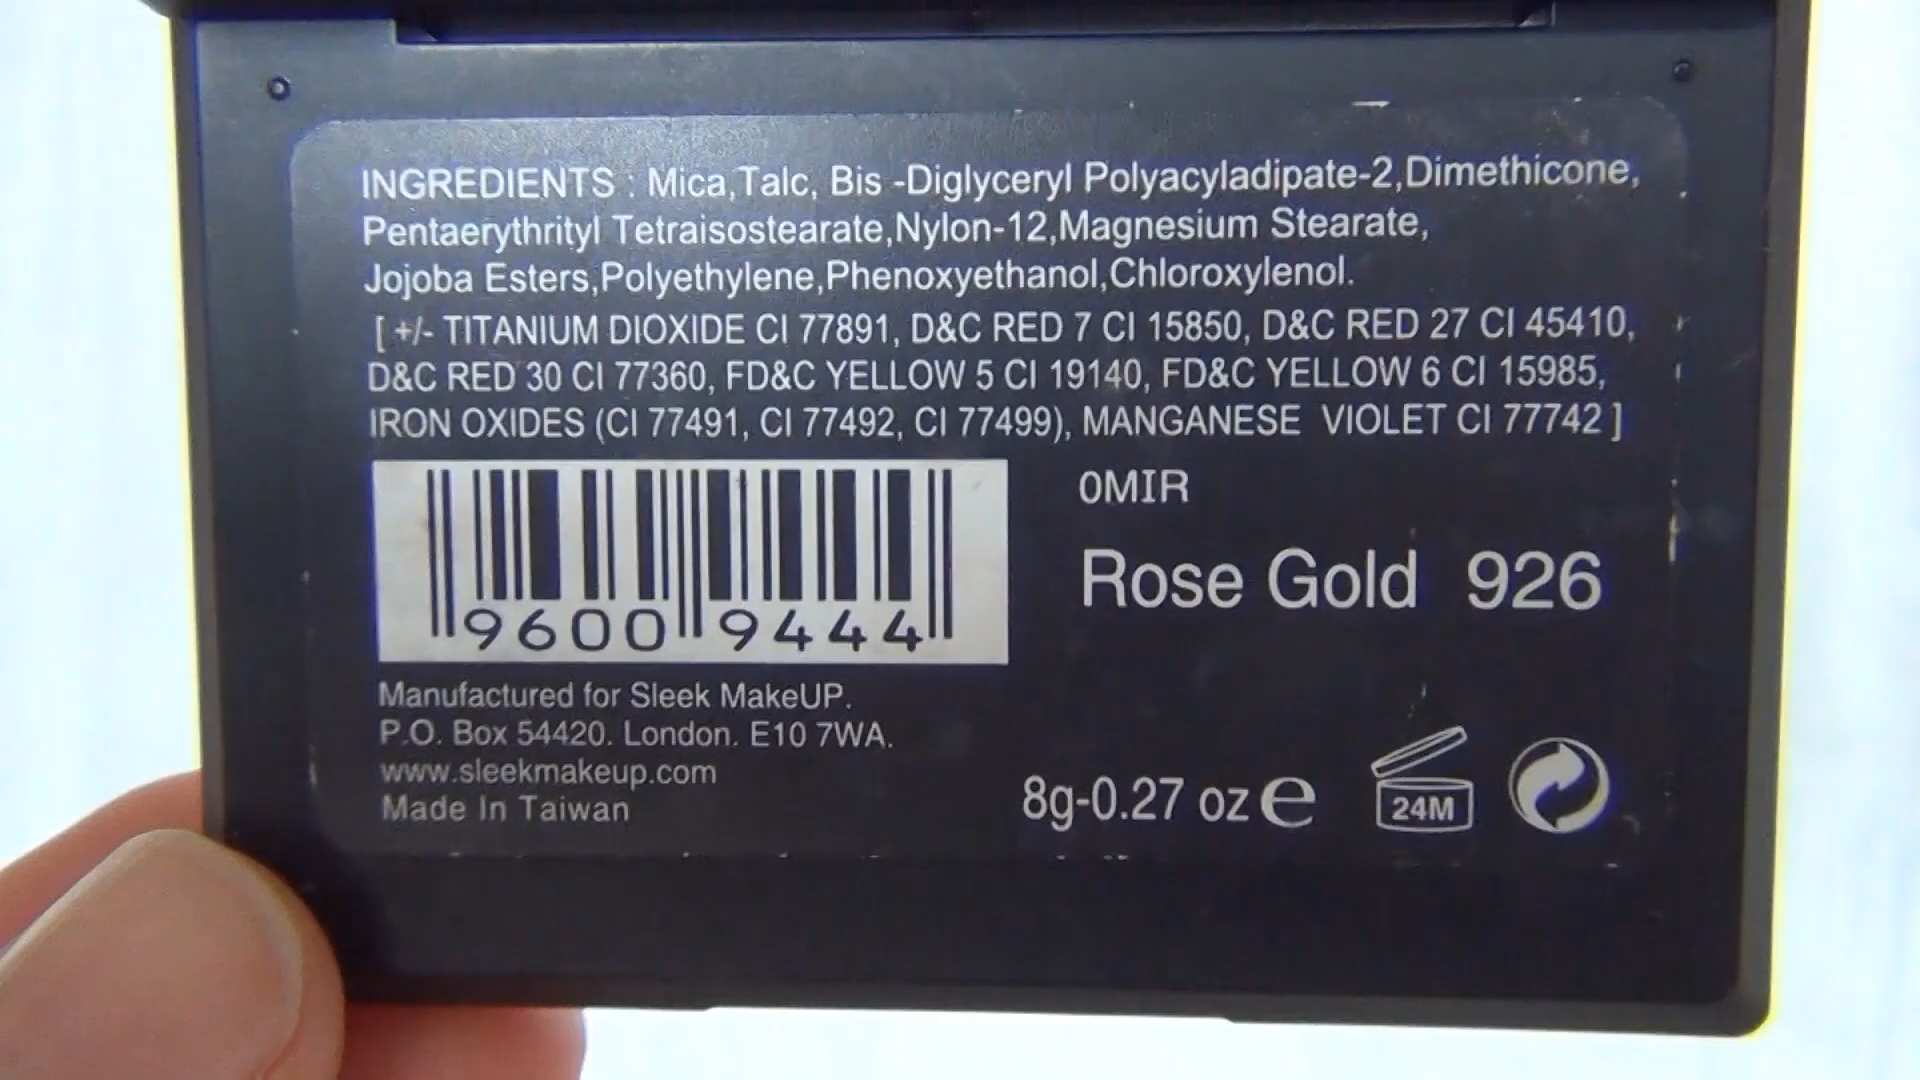 INGREDIENTS : Mica,Talc, Bis -Diglyceryl Polyacyladipate-2,Dimethicone,
Pentaerythrityl Tetraisostearate,Nylon-12,Magnesium Stearate,
Jojoba Esters,Polyethylene,Phenoxyethanol,Chloroxylenol.
[ +/- TITANIUM DIOXIDE CI 77891, D&C RED 7 CI 15850, D&C RED 27 CI 45410,
D&C RED 30 CI 77360, FD&C YELLOW 5 CI 19140, FD&C YELLOW 6 CI 15985,
IRON OXIDES (CI 77491, CI 77492, CI 77499), MANGANESE VIOLET CI 77742 ]
0MIR
Rose Gold 926
9600 9444
Manufactured for Sleek MakeUP.
P.O. Box 54420. London. E10 7WA.
www.sleekmakeup.com
Made In Taiwan
8g-0.27 oz e
24M